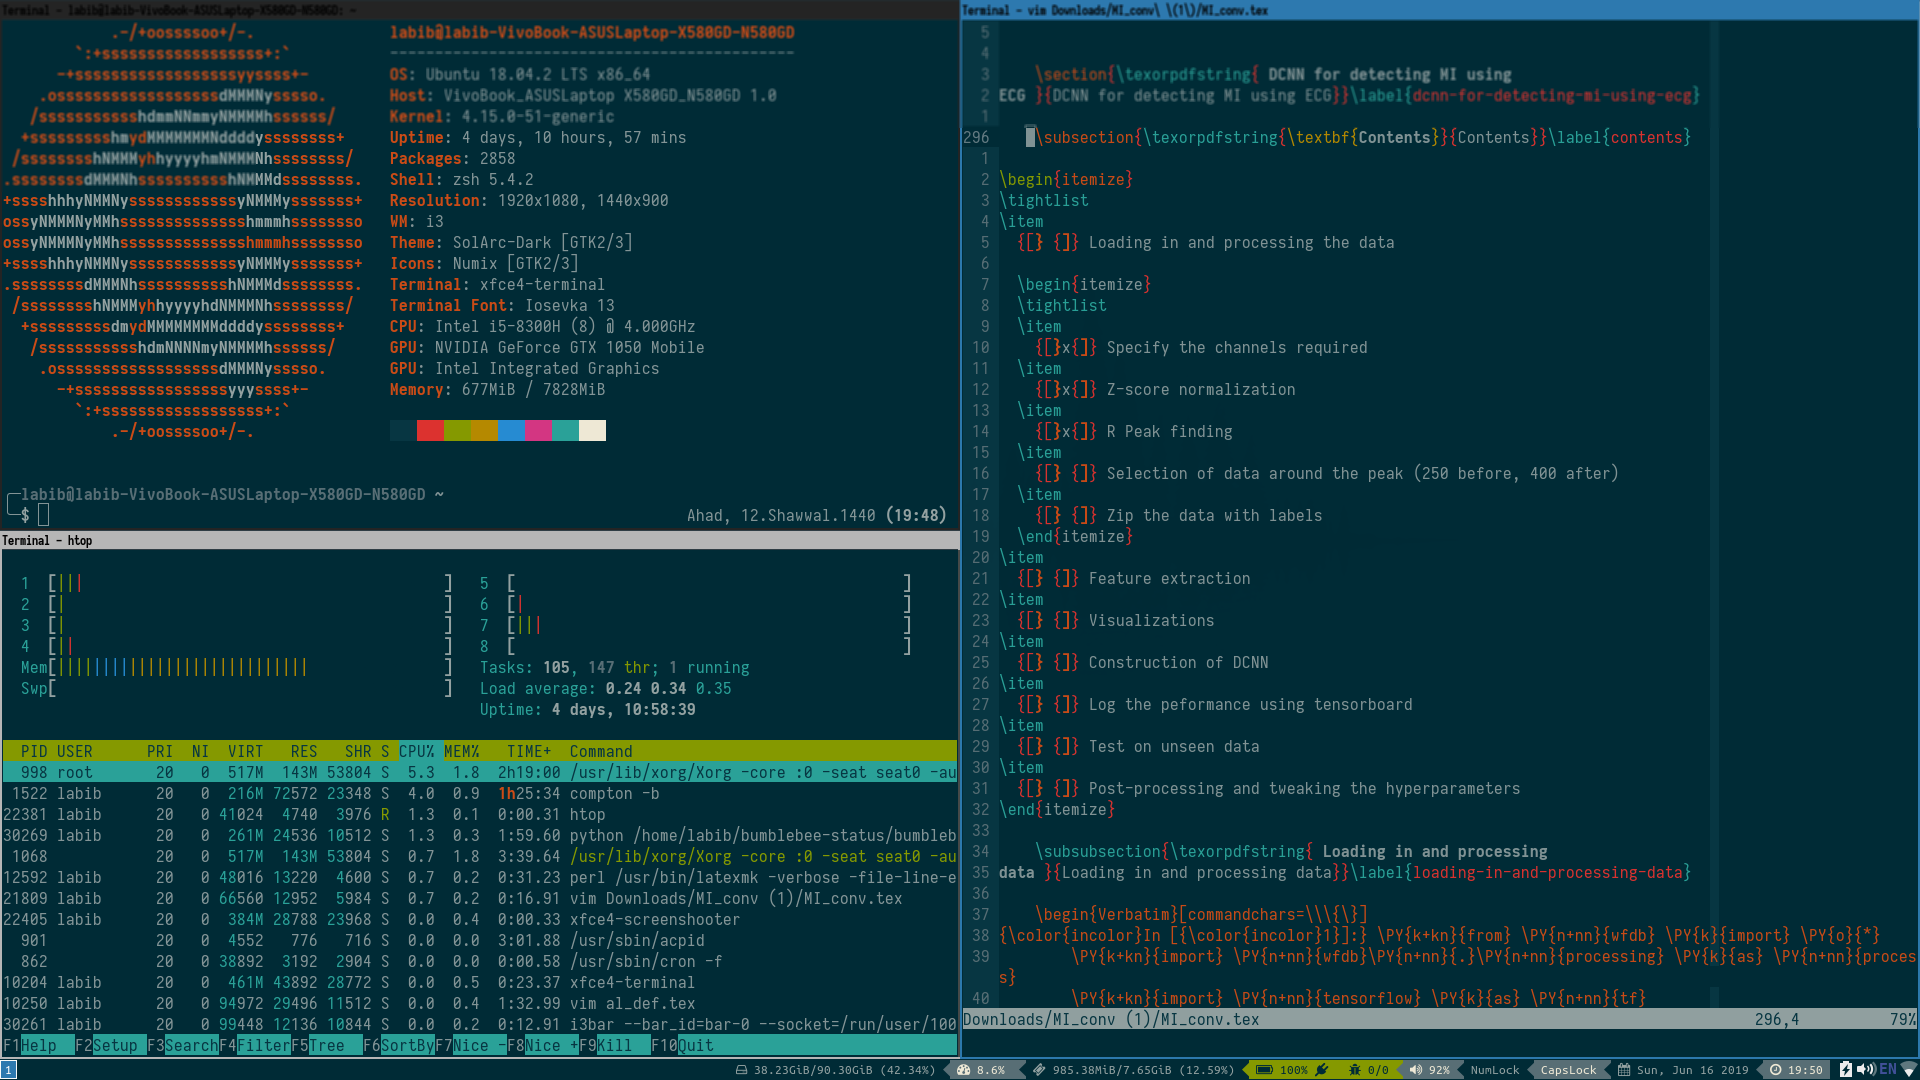 Terminal - labib@labib-VivoBook-ASUSLaptop-X580GD-N580GD: ~
.-/+oossssoo+/-.
`:+ssssssssssssssssss+:`
-+ssssssssssssssssssyyssss+-
.ossssssssssssssssssdMMMNysssso.
/ssssssssssshdmmNNmmyNMMMMhssssss/
+ssssssssshmydMMMMMMMNddddyssssssss+
/sssssssshNMMMyhhyyyyhmNMMMNhssssssss/
.ssssssssdMMMNhsssssssssshNMMMdssssssss.
+sssshhhyNMMNyssssssssssssyNMMMysssssss+
ossyNMMMNyMMhsssssssssssssshmmmhssssssso
ossyNMMMNyMMhsssssssssssssshmmmhssssssso
+sssshhhyNMMNyssssssssssssyNMMMysssssss+
.ssssssssdMMMNhsssssssssshNMMMdssssssss.
/sssssssshNMMMyhhyyyyhdNMMMNhssssssss/
+sssssssssdmydMMMMMMMMddddyssssssss+
/ssssssssssshdmNNNNmyNMMMMhssssss/
.ossssssssssssssssssdMMMNysssso.
-+sssssssssssssssssyyyssss+-
`:+ssssssssssssssssss+:`
.-/+oossssoo+/-.
labib@labib-VivoBook-ASUSLaptop-X580GD-N580GD
---------------------------------------------
OS: Ubuntu 18.04.2 LTS x86_64
Host: VivoBook_ASUSLaptop X580GD_N580GD 1.0
Kernel: 4.15.0-51-generic
Uptime: 4 days, 10 hours, 57 mins
Packages: 2858
Shell: zsh 5.4.2
Resolution: 1920x1080, 1440x900
WM: i3
Theme: SolArc-Dark [GTK2/3]
Icons: Numix [GTK2/3]
Terminal: xfce4-terminal
Terminal Font: Iosevka 13
CPU: Intel i5-8300H (8) @ 4.000GHz
GPU: NVIDIA GeForce GTX 1050 Mobile
GPU: Intel Integrated Graphics
Memory: 677MiB / 7828MiB
labib@labib-VivoBook-ASUSLaptop-X580GD-N580GD ~
$ Ahad, 12.Shawwal.1440 (19:48)
Terminal - htop
1 [||| ] 5 [ ]
2 [| ] 6 [| ]
3 [| ] 7 [||| ]
4 [|| ] 8 [ ]
Mem[|||||||||||||||||||||||||||| ] Tasks: 105, 147 thr; 1 running
Swp[ ] Load average: 0.24 0.34 0.35
Uptime: 4 days, 10:58:39
PID USER PRI NI VIRT RES SHR S CPU% MEM% TIME+ Command
998 root 20 0 517M 143M 53804 S 5.3 1.8 2h19:00 /usr/lib/xorg/Xorg -core :0 -seat seat0 -au
1522 labib 20 0 216M 72572 23348 S 4.0 0.9 1h25:34 compton -b
22381 labib 20 0 41024 4740 3976 R 1.3 0.1 0:00.31 htop
30269 labib 20 0 261M 24536 10512 S 1.3 0.3 1:59.60 python /home/labib/bumblebee-status/bumbleb
1068 20 0 517M 143M 53804 S 0.7 1.8 3:39.64 /usr/lib/xorg/Xorg -core :0 -seat seat0 -au
12592 labib 20 0 48016 13220 4600 S 0.7 0.2 0:31.23 perl /usr/bin/latexmk -verbose -file-line-e
21809 labib 20 0 66560 12952 5984 S 0.7 0.2 0:16.91 vim Downloads/MI_conv (1)/MI_conv.tex
22405 labib 20 0 384M 28788 23968 S 0.0 0.4 0:00.33 xfce4-screenshooter
901 20 0 4552 776 716 S 0.0 0.0 3:01.88 /usr/sbin/acpid
862 20 0 38892 3192 2904 S 0.0 0.0 0:00.58 /usr/sbin/cron -f
10204 labib 20 0 461M 43892 28772 S 0.0 0.5 0:23.37 xfce4-terminal
10250 labib 20 0 94972 29496 11512 S 0.0 0.4 1:32.99 vim al_def.tex
30261 labib 20 0 99448 12136 10844 S 0.0 0.2 0:12.91 i3bar --bar_id=bar-0 --socket=/run/user/100
F1Help F2Setup F3SearchF4FilterF5Tree F6SortByF7Nice -F8Nice +F9Kill F10Quit
Terminal - vim Downloads/MI_conv\ \(1\)/MI_conv.tex
5
4
3 \section{\texorpdfstring{ DCNN for detecting MI using
2 ECG }{DCNN for detecting MI using ECG}}\label{dcnn-for-detecting-mi-using-ecg}
1
296 \subsection{\texorpdfstring{\textbf{Contents}}{Contents}}\label{contents}
1
2 \begin{itemize}
3 \tightlist
4 \item
5 {[} {]} Loading in and processing the data
6
7 \begin{itemize}
8 \tightlist
9 \item
10 {[}x{]} Specify the channels required
11 \item
12 {[}x{]} Z-score normalization
13 \item
14 {[}x{]} R Peak finding
15 \item
16 {[} {]} Selection of data around the peak (250 before, 400 after)
17 \item
18 {[} {]} Zip the data with labels
19 \end{itemize}
20 \item
21 {[} {]} Feature extraction
22 \item
23 {[} {]} Visualizations
24 \item
25 {[} {]} Construction of DCNN
26 \item
27 {[} {]} Log the peformance using tensorboard
28 \item
29 {[} {]} Test on unseen data
30 \item
31 {[} {]} Post-processing and tweaking the hyperparameters
32 \end{itemize}
33
34 \subsubsection{\texorpdfstring{ Loading in and processing
35 data }{Loading in and processing data}}\label{loading-in-and-processing-data}
36
37 \begin{Verbatim}[commandchars=\\\{\}]
38 {\color{incolor}In [{\color{incolor}1}]:} \PY{k+kn}{from} \PY{n+nn}{wfdb} \PY{k}{import} \PY{o}{*}
39 \PY{k+kn}{import} \PY{n+nn}{wfdb}\PY{n+nn}{.}\PY{n+nn}{processing} \PY{k}{as} \PY{n+nn}{proces
s}
40 \PY{k+kn}{import} \PY{n+nn}{tensorflow} \PY{k}{as} \PY{n+nn}{tf}
Downloads/MI_conv (1)/MI_conv.tex 296,4 79%
1 38.23GiB/90.30GiB (42.34%) 8.6% 985.38MiB/7.65GiB (12.59%) 100% 0/0 92% NumLock CapsLock Sun, Jun 16 2019 19:50 EN